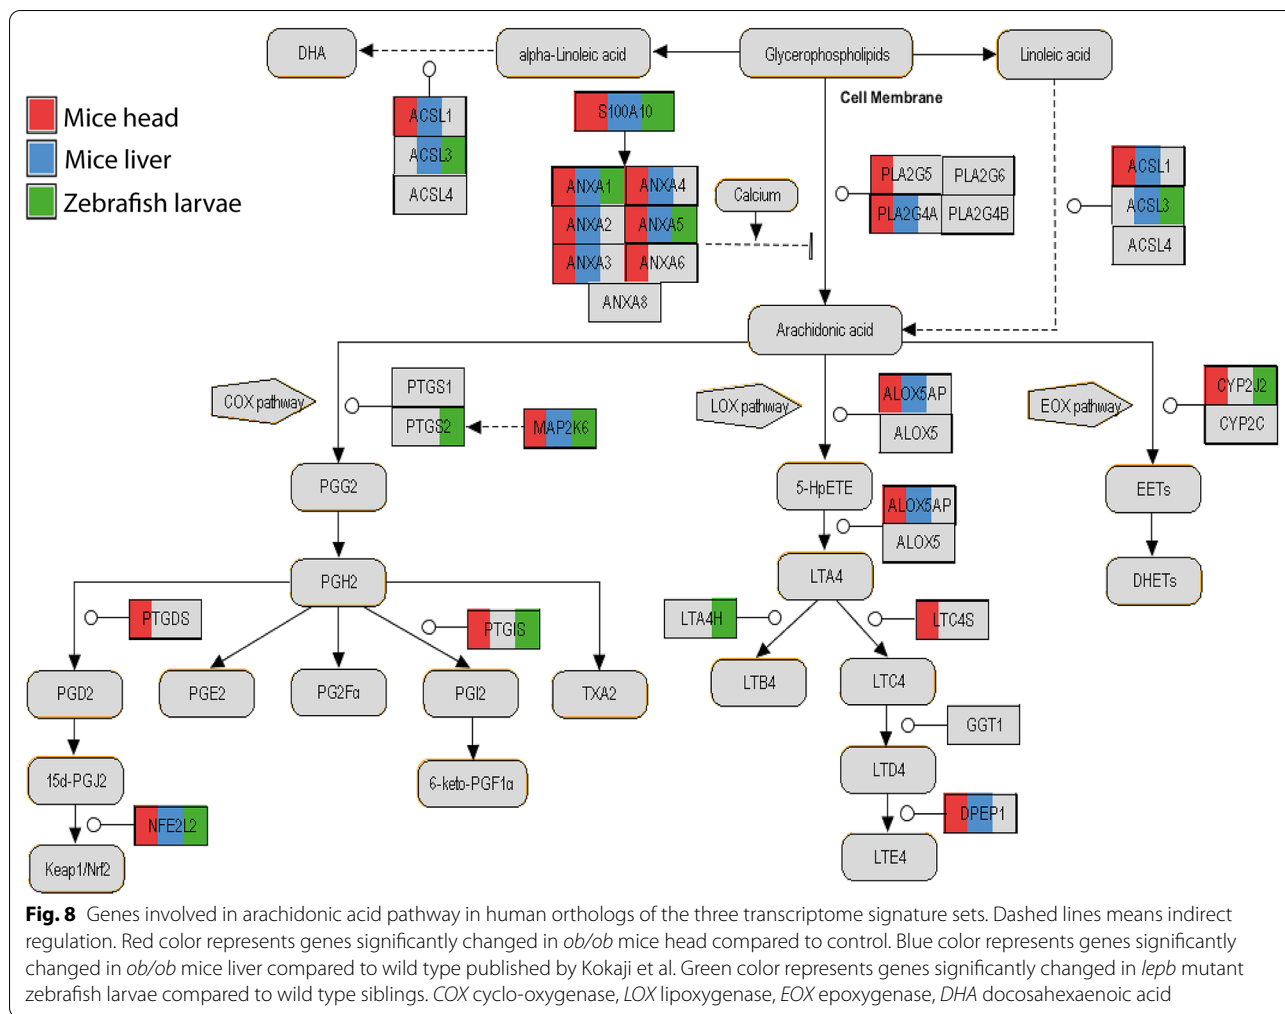 DHA
alpha-Linoleic acid
Glycerophospholipids
Linoleic acid
Cell Membrane
Mice head
Mice liver
Zebrafish larvae
ACSL1
ACSL3
ACSL4
S100A10
ANXA1
ANXA4
ANXA2
ANXA5
ANXA3
ANXA6
ANXA8
Calcium
PLA2G5
PLA2G6
PLA2G4A
PLA2G4B
ACSL1
ACSL3
ACSL4
Arachidonic acid
COX pathway
PTGS1
PTGS2
MAP2K6
LOX pathway
ALOX5AP
ALOX5
EOX pathway
CYP2J2
CYP2C
PGG2
5-HpETE
EETs
ALOX5AP
ALOX5
PGH2
LTA4
DHETs
PTGDS
PTGIS
LTA4H
LTC4S
PGD2
PGE2
PG2Fα
PGI2
TXA2
LTB4
LTC4
GGT1
15d-PGJ2
6-keto-PGF1α
LTD4
NFE2L2
DPEP1
Keap1/Nrf2
LTE4
Fig. 8 Genes involved in arachidonic acid pathway in human orthologs of the three transcriptome signature sets. Dashed lines means indirect
regulation. Red color represents genes significantly changed in ob/ob mice head compared to control. Blue color represents genes significantly
changed in ob/ob mice liver compared to wild type published by Kokaji et al. Green color represents genes significantly changed in lepb mutant
zebrafish larvae compared to wild type siblings. COX cyclo-oxygenase, LOX lipoxygenase, EOX epoxygenase, DHA docosahexaenoic acid